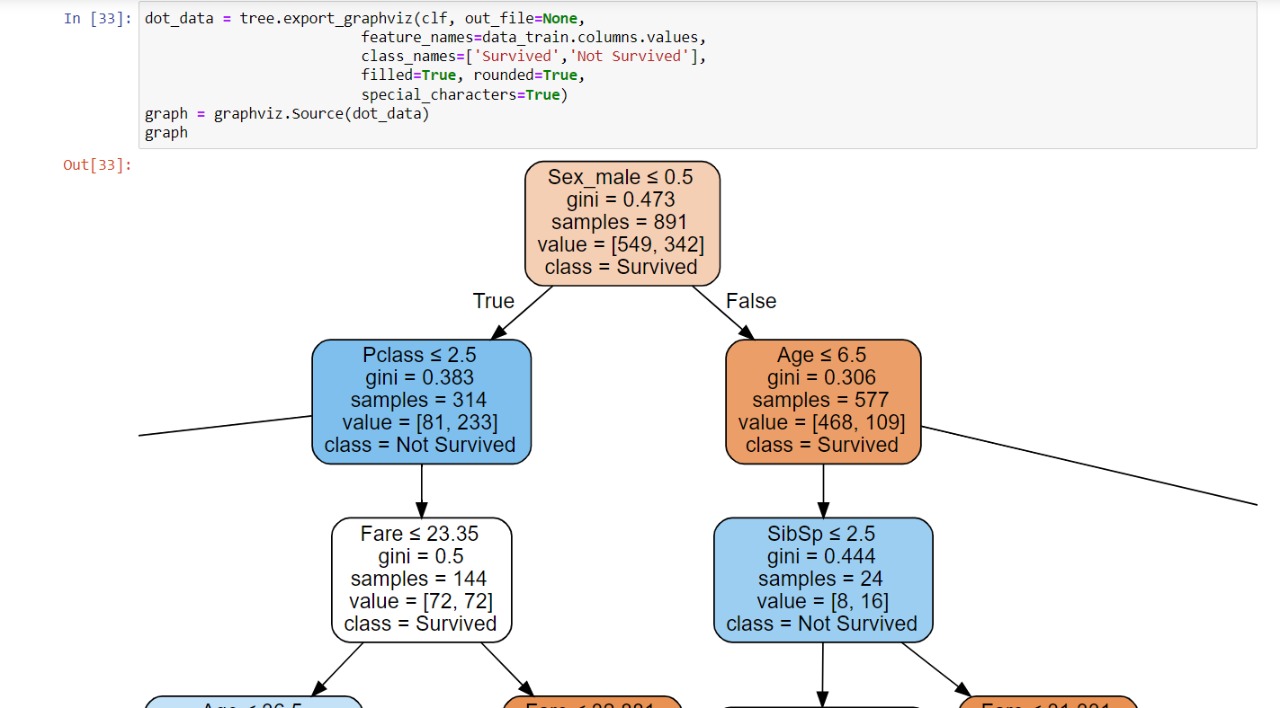 In [33]:
dot_data = tree.export_graphviz(clf, out_file=None,
feature_names=data_train.columns.values,
class_names=['Survived','Not Survived'],
filled=True, rounded=True,
special_characters=True)
graph = graphviz.Source(dot_data)
graph
Out[33]:
Sex_male ≤ 0.5
gini = 0.473
samples = 891
value = [549, 342]
class = Survived
True
False
Pclass ≤ 2.5
gini = 0.383
samples = 314
value = [81, 233]
class = Not Survived
Age ≤ 6.5
gini = 0.306
samples = 577
value = [468, 109]
class = Survived
Fare ≤ 23.35
gini = 0.5
samples = 144
value = [72, 72]
class = Survived
SibSp ≤ 2.5
gini = 0.444
samples = 24
value = [8, 16]
class = Not Survived